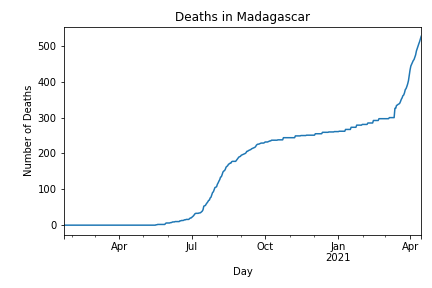 Deaths in Madagascar
Number of Deaths
500
400
300
200
100
0
Apr
Jul
Oct
Jan
2021
Apr
Day